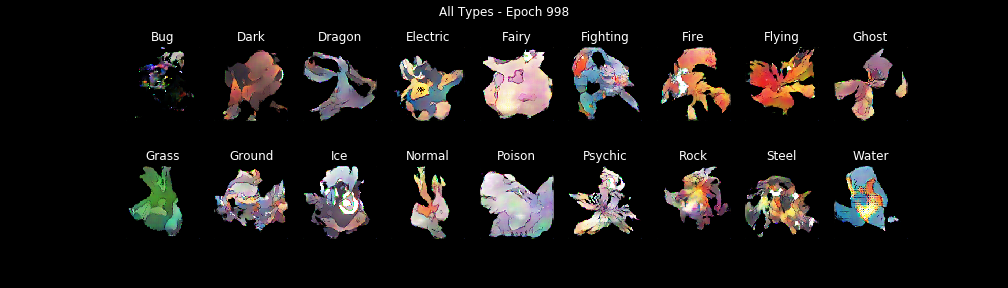 All Types - Epoch 998
Bug Dark Dragon Electric Fairy Fighting Fire Flying Ghost
Grass Ground Ice Normal Poison Psychic Rock Steel Water